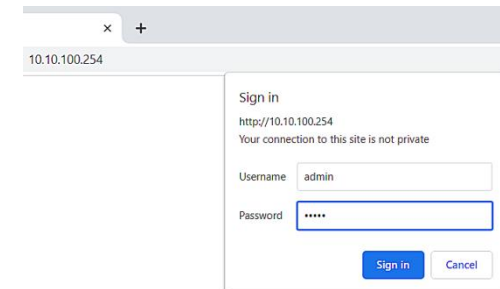 10.10.100.254
Sign in
http://10.10.100.254
Your connection to this site is not private
Username admin
Password •••••
Sign in Cancel